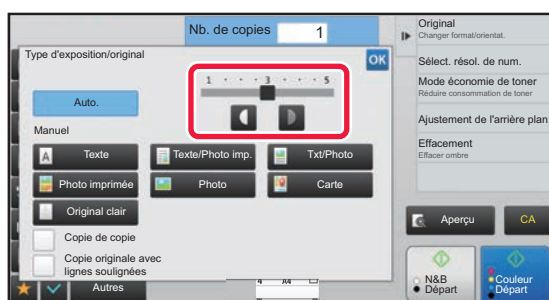 Nb. de copies 1
Type d'exposition/original
OK
1 · · · 3 · · · 5
Auto.
Manuel
A Texte
Texte/Photo imp.
Txt/Photo
Photo imprimée
Photo
Carte
Original clair
Copie de copie
Copie originale avec
lignes soulignées
Autres
A4
Original
Changer format/orientat.
Sélect. résol. de num.
Mode économie de toner
Réduire consommation de toner
Ajustement de l'arrière plan
Effacement
Effacer ombre
Aperçu
CA
N&B
Départ
Couleur
Départ